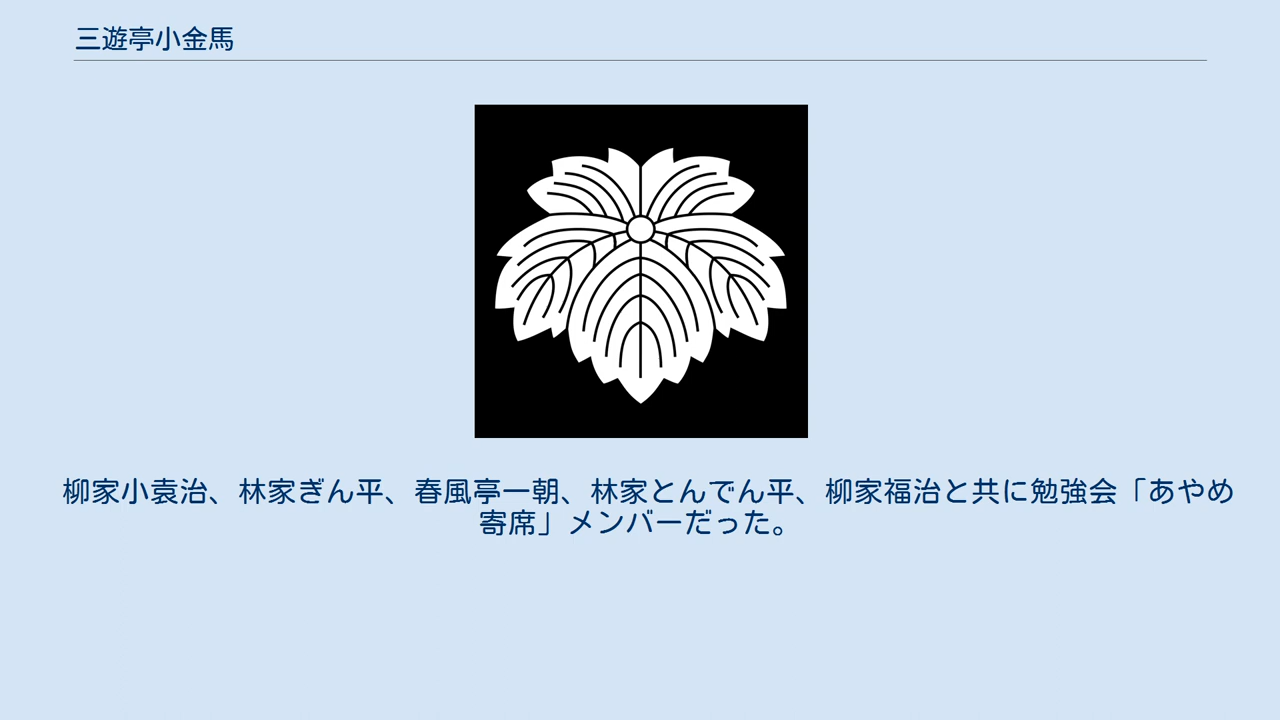 三遊亭小金馬
柳家小袁治、林家ぎん平、春風亭一朝、林家とんでん平、柳家福治と共に勉強会「あやめ
寄席」メンバーだった。